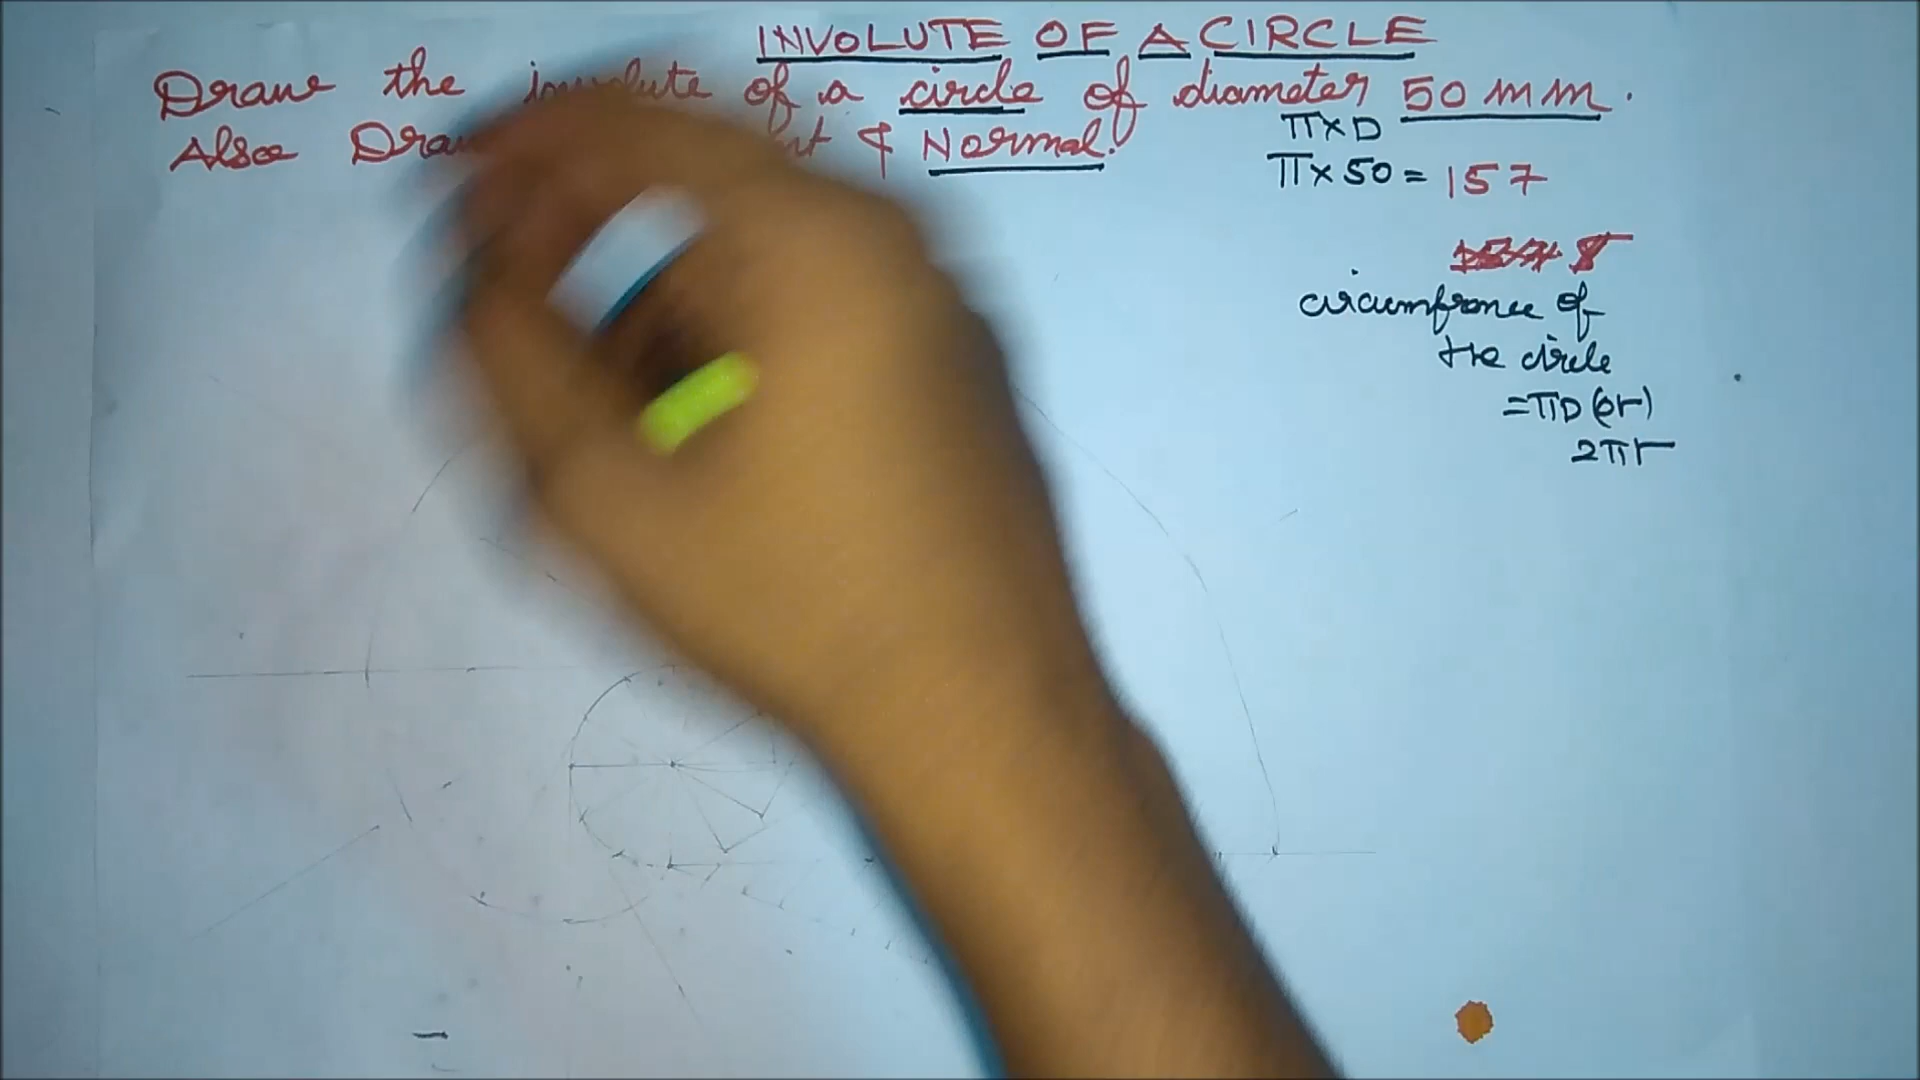 INVOLUTE OF A CIRCLE
Draw the involute of a circle of diameter 50 mm.
Also Draw & Normal.
π×D
π×50 = 157
circumfrence of
the circle
=πD (or)
2πr